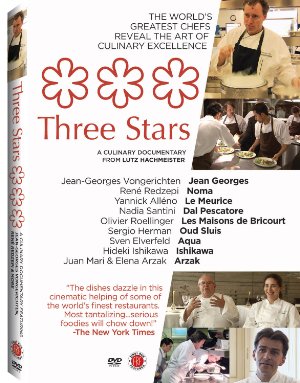 THE WORLD'S
GREATEST CHEFS
REVEAL THE ART OF
CULINARY EXCELLENCE
Three Stars
A CULINARY DOCUMENTARY
FROM LUTZ HACHMEISTER
Jean-Georges Vongerichten Jean Georges
René Redzepi Noma
Yannick Alléno Le Meurice
Nadia Santini Dal Pescatore
Olivier Roellinger Les Maisons de Bricourt
Sergio Herman Oud Sluis
Sven Elverfeld Aqua
Hideki Ishikawa Ishikawa
Juan Mari & Elena Arzak Arzak
"The dishes dazzle in this
cinematic helping of some of
the world's finest restaurants.
Most tantalizing...serious
foodies will chow down!"
-The New York Times
DVD
Three Stars